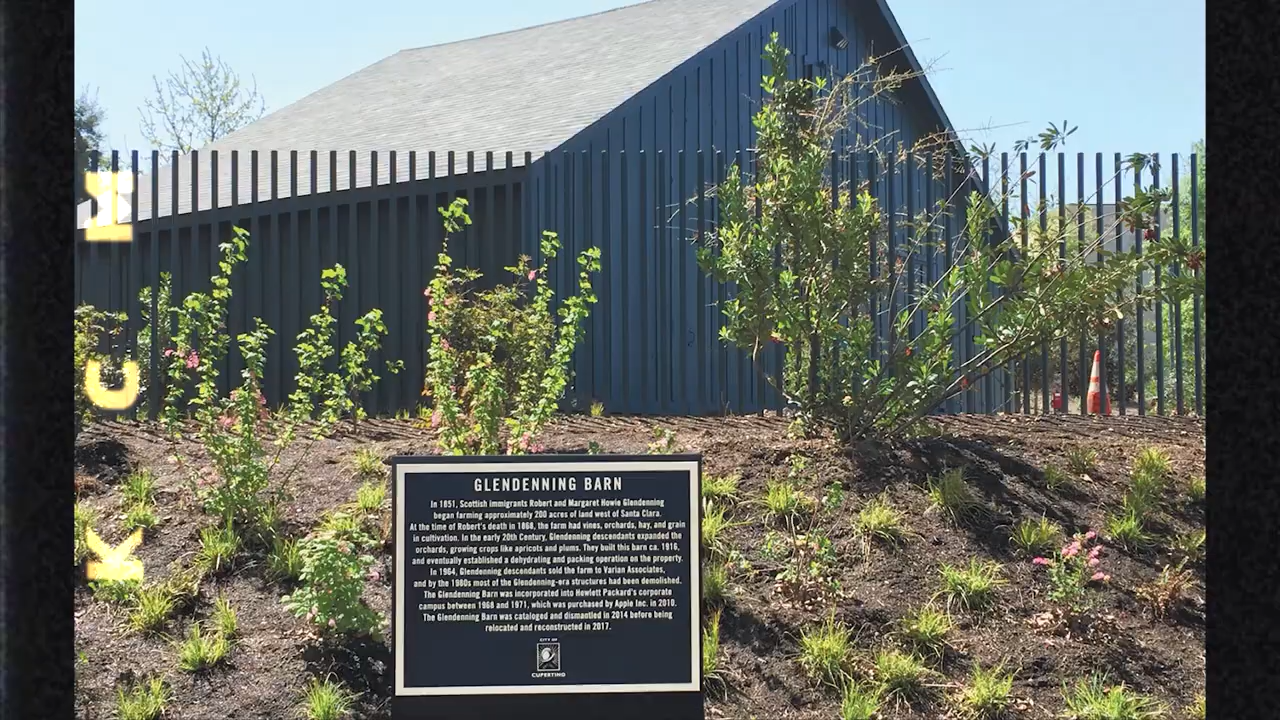 GLENDENNING BARN
In 1851, Scottish immigrants Robert and Margaret Howie Glendenning
began farming approximately 200 acres of land west of Santa Clara.
At the time of Robert's death in 1868, the farm had vines, orchards, hay, and grain
in cultivation. In the early 20th Century, Glendenning descendants expanded the
orchards, growing crops like apricots and plums. They built this barn ca. 1916,
and eventually established a dehydrating and packing operation on the property.
In 1964, Glendenning descendants sold the farm to Varian Associates,
and by the 1980s most of the Glendenning-era structures had been demolished.
The Glendenning Barn was incorporated into Hewlett Packard's corporate
campus between 1968 and 1971, which was purchased by Apple Inc. in 2010.
The Glendenning Barn was cataloged and dismantled in 2014 before being
relocated and reconstructed in 2017.
CITY OF
CUPERTINO
K
C